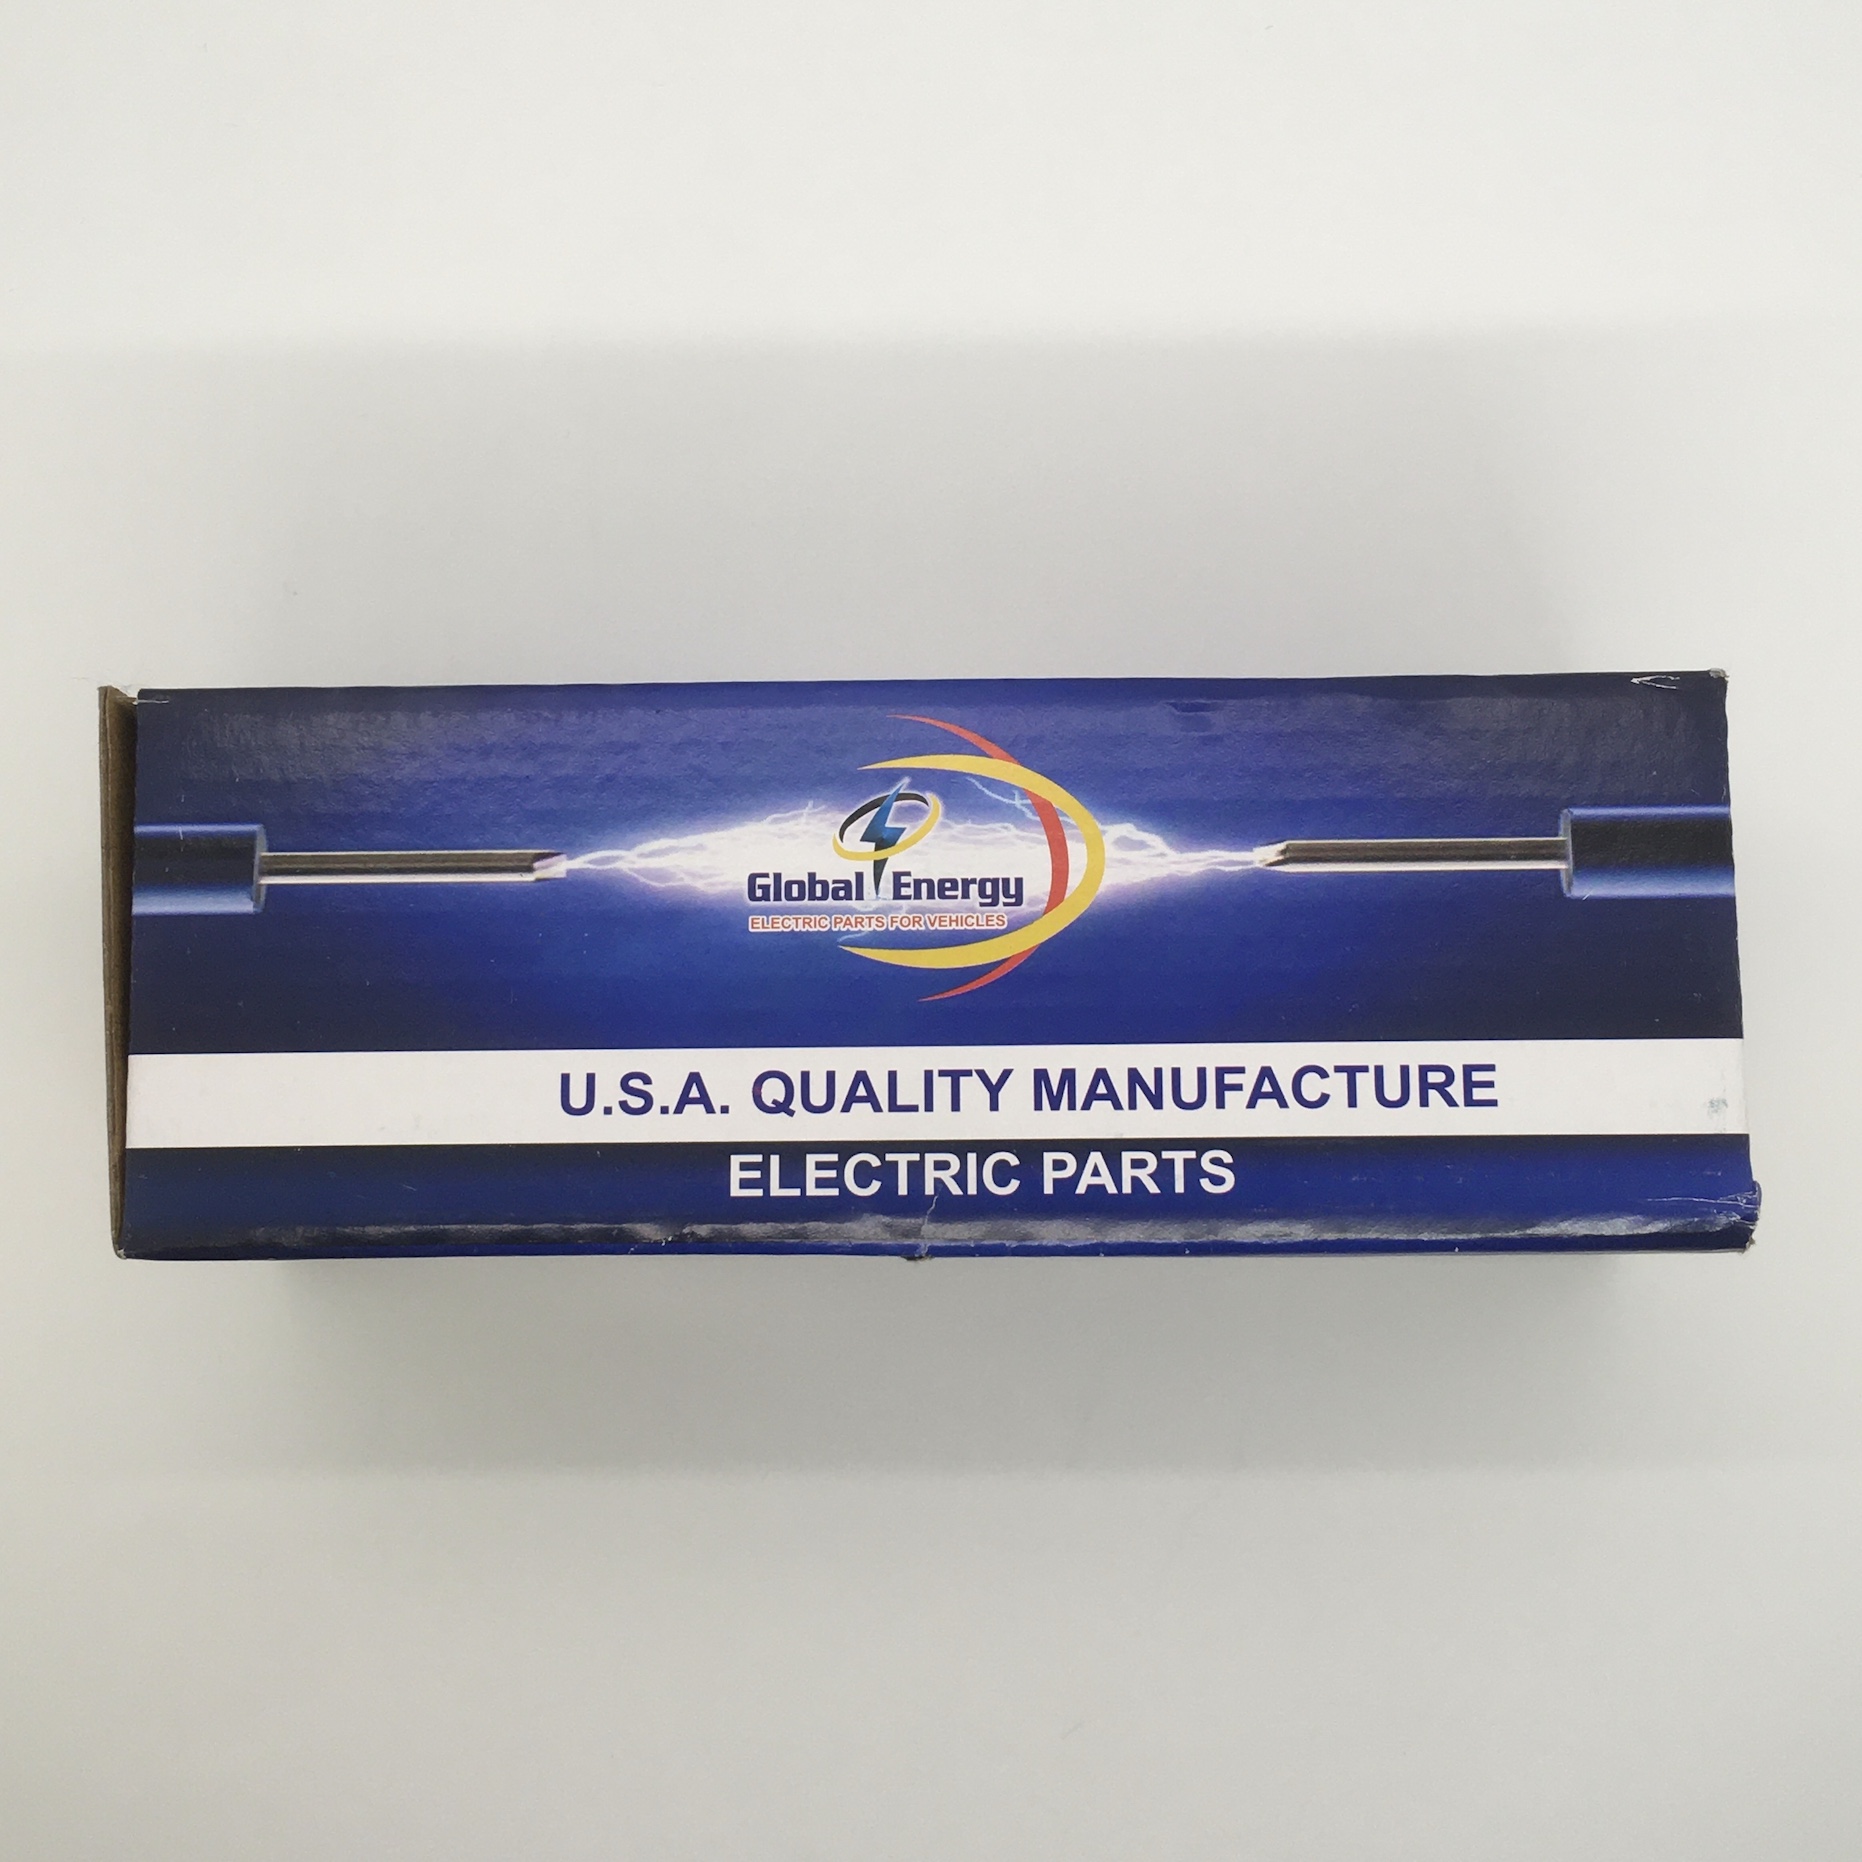 Global Energy
ELECTRIC PARTS FOR VEHICLES
U.S.A. QUALITY MANUFACTURE
ELECTRIC PARTS